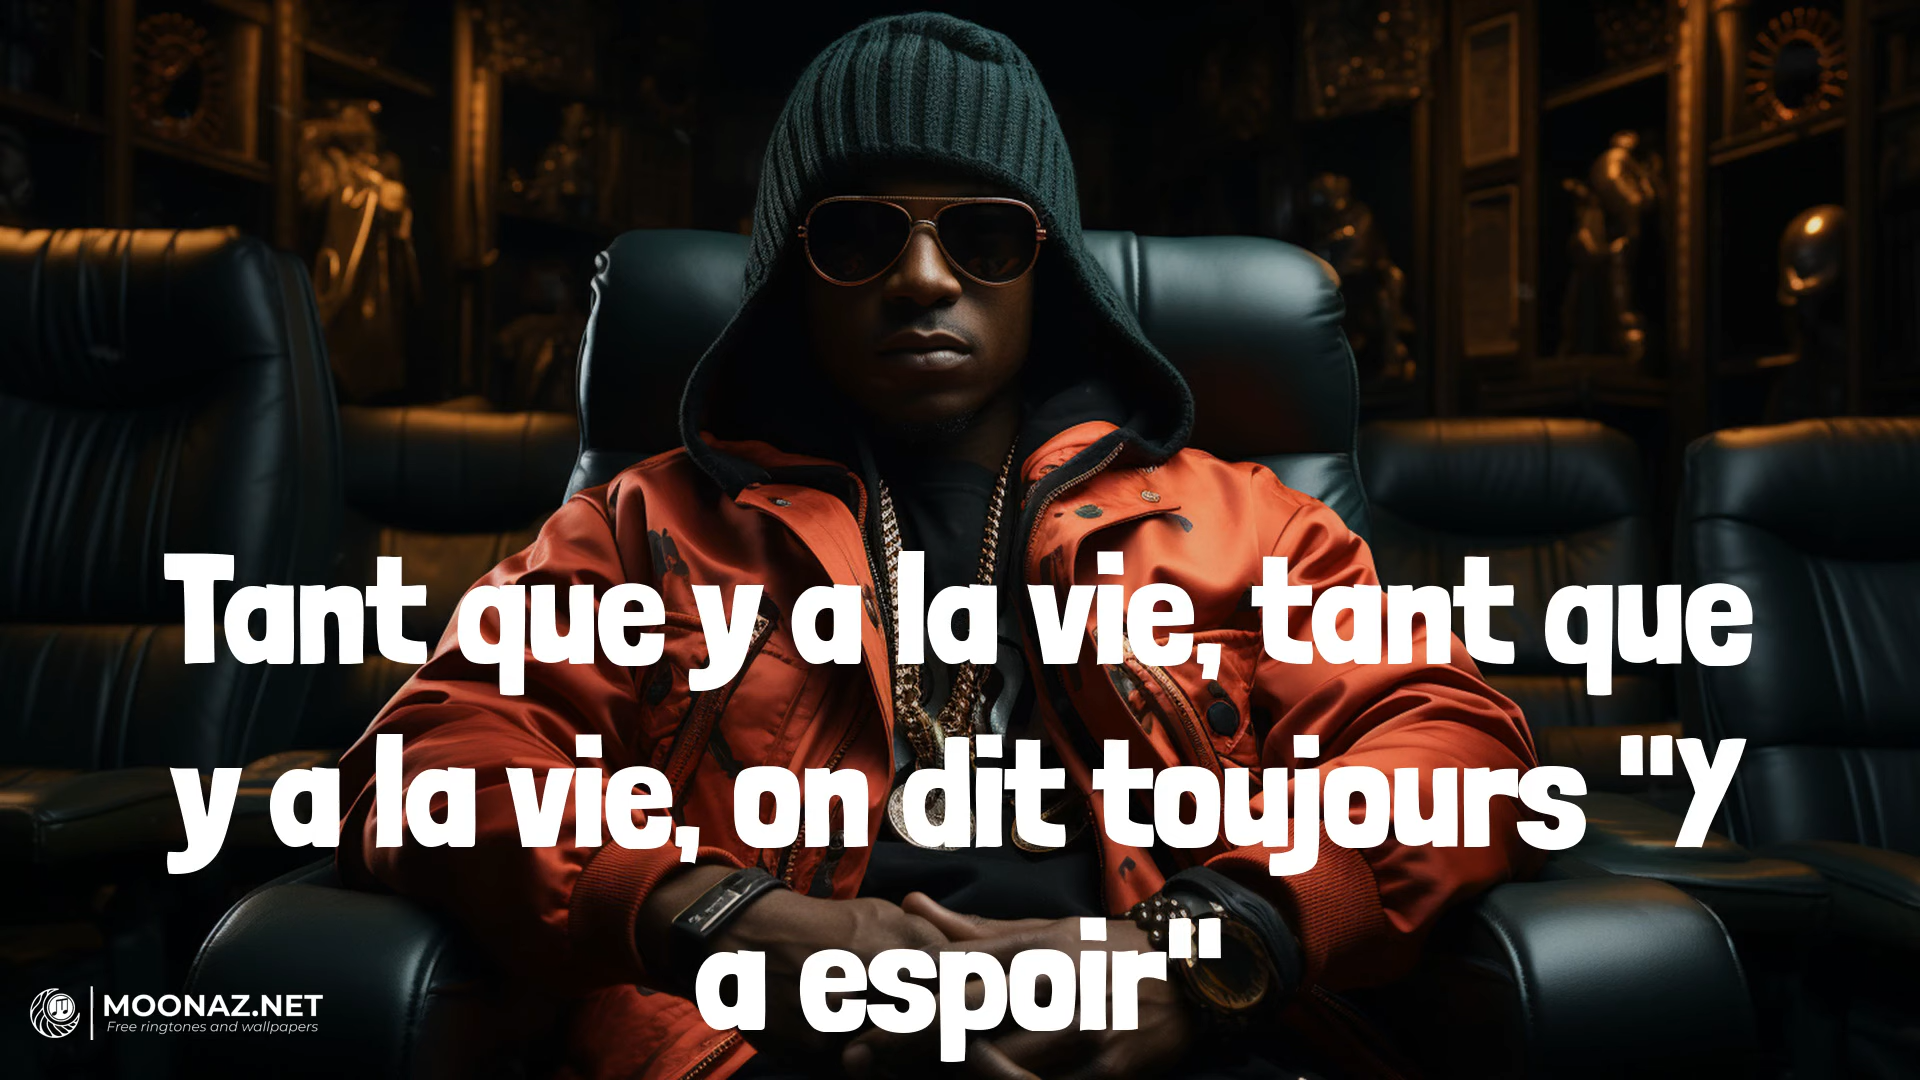 Tant que y a la vie, tant que
y a la vie, on dit toujours "Y
a espoir"
MOONAZ.NET
Free ringtones and wallpapers